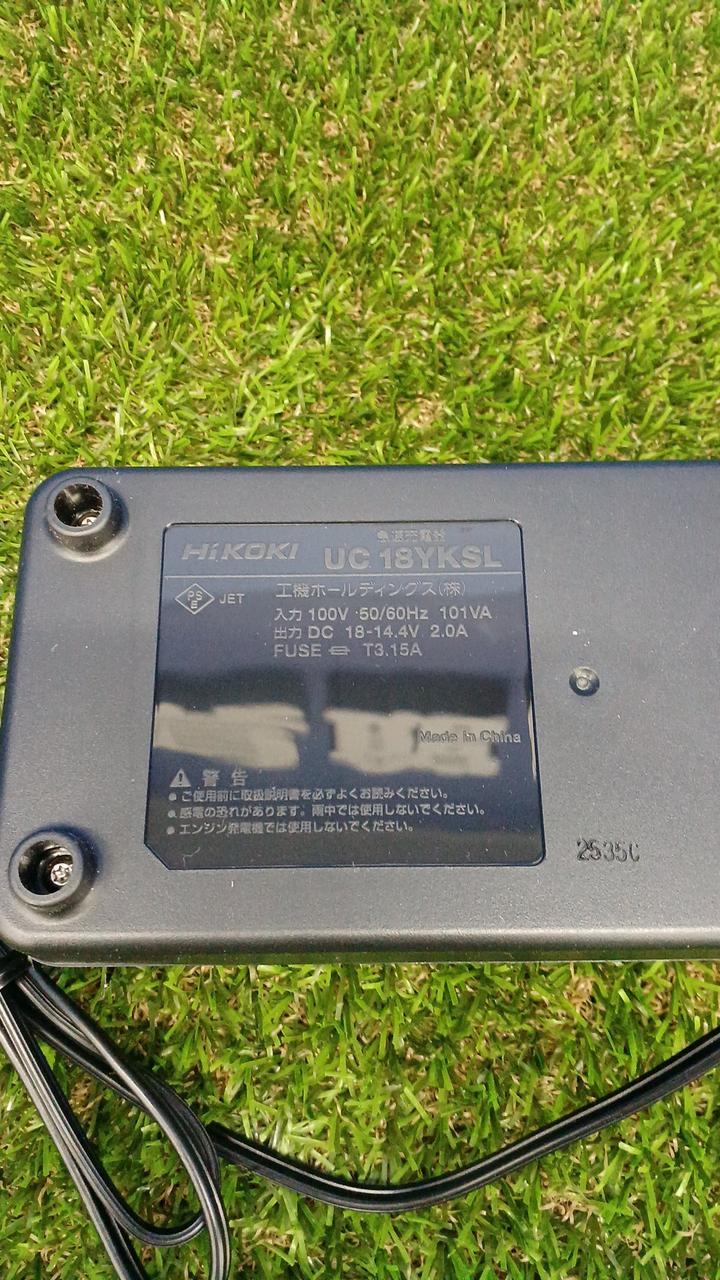 急速充電器
HiKOKI
UC 18YKSL
PS
E
JET
工機ホールディングス(株)
入力 100V 50/60Hz 101VA
出力 DC 18-14.4V 2.0A
FUSE T3.15A
Made in China
警告
● ご使用前に取扱説明書を必ずよくお読みください。
● 感電の恐れがあります。雨中では使用しないでください。
● エンジン発電機では使用しないでください。
2535C